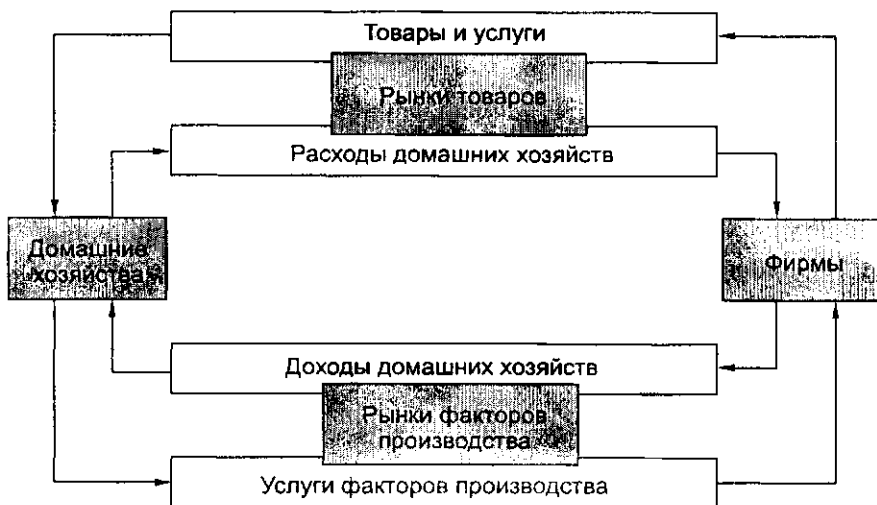 Товары и услуги
Рынки товаров
Расходы домашних хозяйств
Домашние
хозяйства
Фирмы
Доходы домашних хозяйств
Рынки факторов
производства
Услуги факторов производства